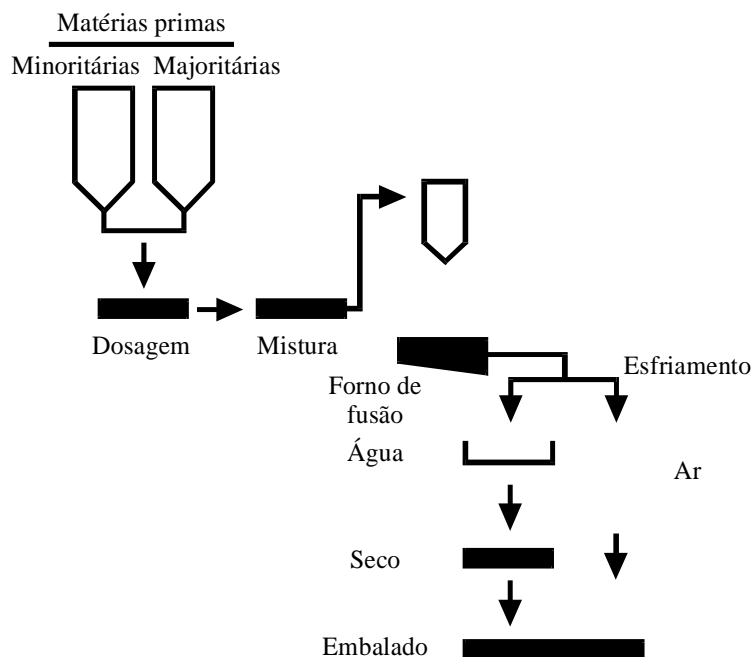 Matérias primas
Minoritárias Majoritárias
Dosagem
Mistura
Forno de
fusão
Esfriamento
Água
Ar
Seco
Embalado